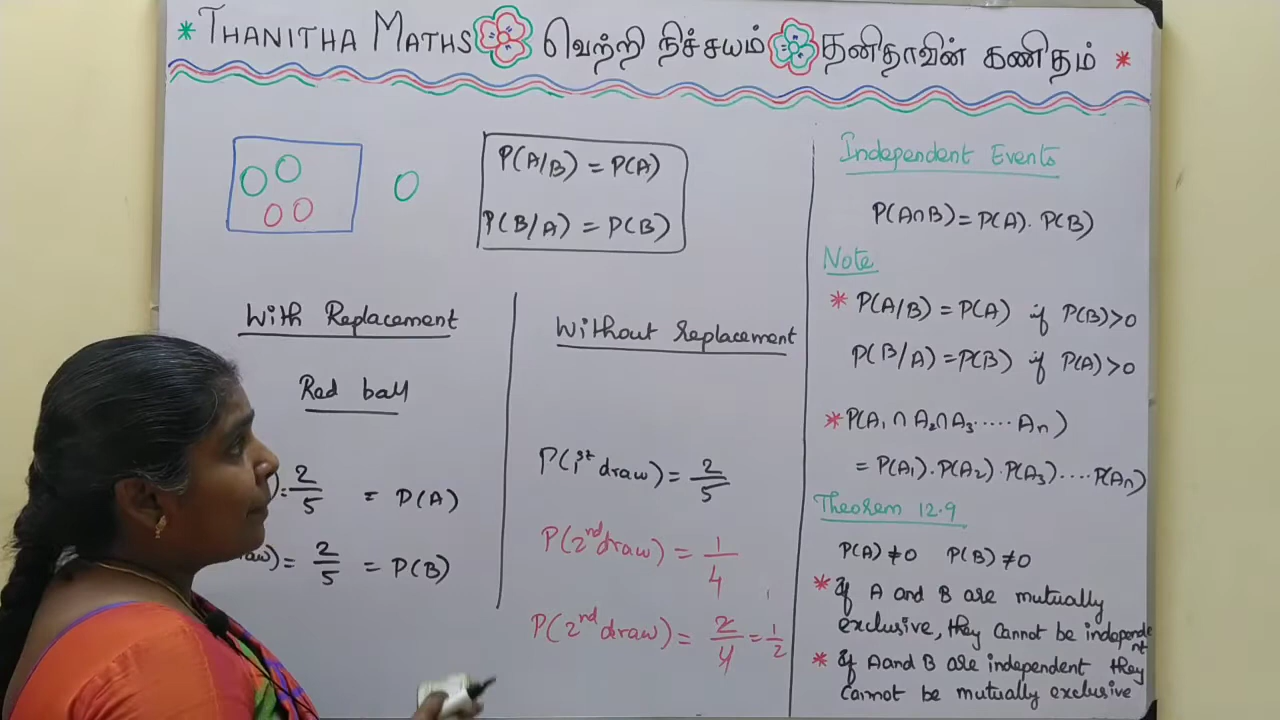 * THANITHA MATHS வெற்றி நிச்சயம் தனிதாவின் கணிதம் *
P(A/B) = P(A)
P(B/A) = P(B)
With Replacement
Red ball
2/5 = P(A)
aw) = 2/5 = P(B)
Without replacement
P(1st draw) = 2/5
P(2nd draw) = 1/4
P(2nd draw) = 2/4 = 1/2
Independent Events
P(A∩B) = P(A). P(B)
Note
* P(A/B) = P(A) if P(B)>0
P(B/A) = P(B) if P(A)>0
* P(A₁ ∩ A₂ ∩ A₃ ..... Aₙ)
= P(A₁). P(A₂). P(A₃).... P(Aₙ)
Theorem 12.9
P(A) ≠ 0 P(B) ≠ 0
* If A and B are mutually
exclusive, they cannot be independent
* If A and B are independent they
cannot be mutually exclusive